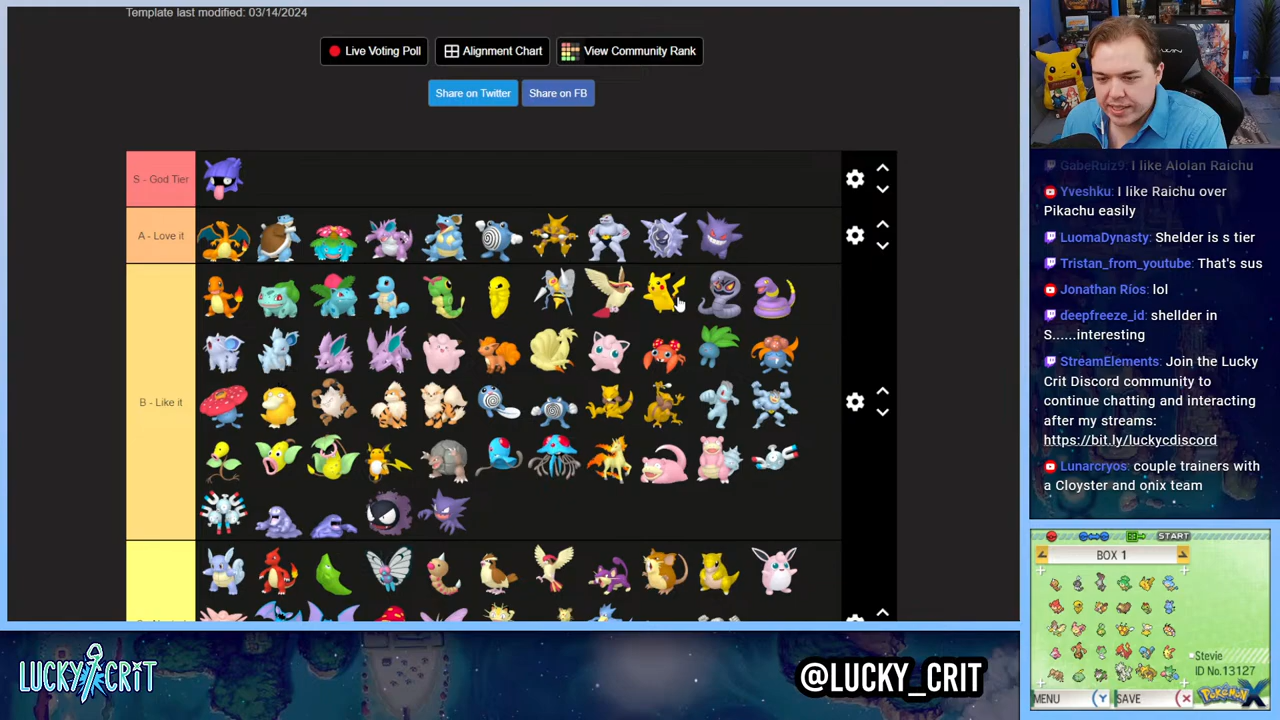 Template last modified: 03/14/2024
Live Voting Poll
Alignment Chart
View Community Rank
Share on Twitter
Share on FB
S - God Tier
A - Love it
B - Like it
GabeRuiz9: I like Alolan Raichu
Yveshku: I like Raichu over
Pikachu easily
LuomaDynasty: Shelder is s tier
Tristan_from_youtube: That's sus
Jonathan Ríos: lol
deepfreeze_id: shellder in
S......interesting
StreamElements: Join the Lucky
Crit Discord community to
continue chatting and interacting
after my streams:
https://bit.ly/luckycdiscord
Lunarcryos: couple trainers with
a Cloyster and onix team
START
BOX 1
Stevie
ID No.13127
MENU
Y
SAVE
X
Pokémon X
LUCKY CRIT
@LUCKY_CRIT